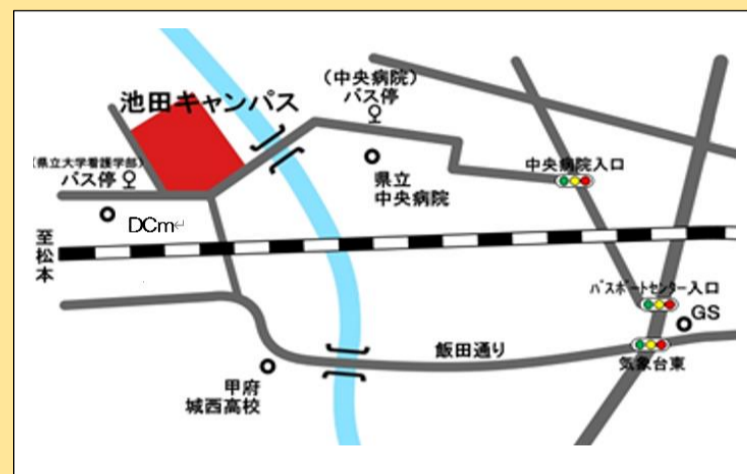 (中央病院)
バス停
池田キャンパス
(県立大学看護学部)
バス停
中央病院入口
県立
中央病院
DCm↵
至松本
パスポートセンター入口
GS
飯田通り
気象台東
甲府
城西高校